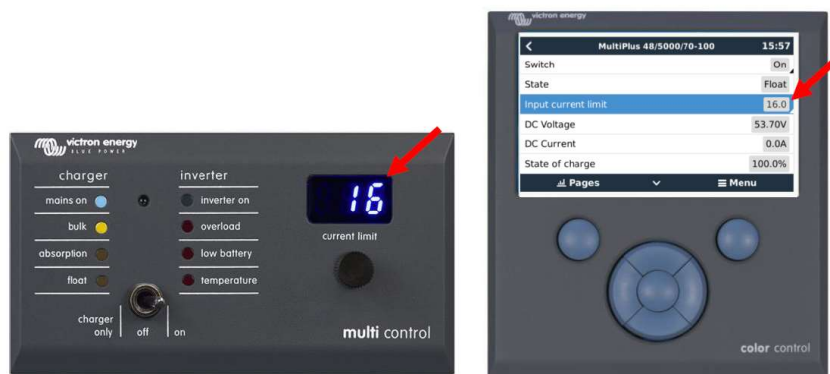 victron energy
BLUE POWER
charger
inverter
mains on
inverter on
bulk
overload
absorption
low battery
float
temperature
charger only
off
on
16
current limit
multi control
victron energy
MultiPlus 48/5000/70-100 15:57
Switch On
State Float
Input current limit 16.0
DC Voltage 53.70V
DC Current 0.0A
State of charge 100.0%
Pages
Menu
color control